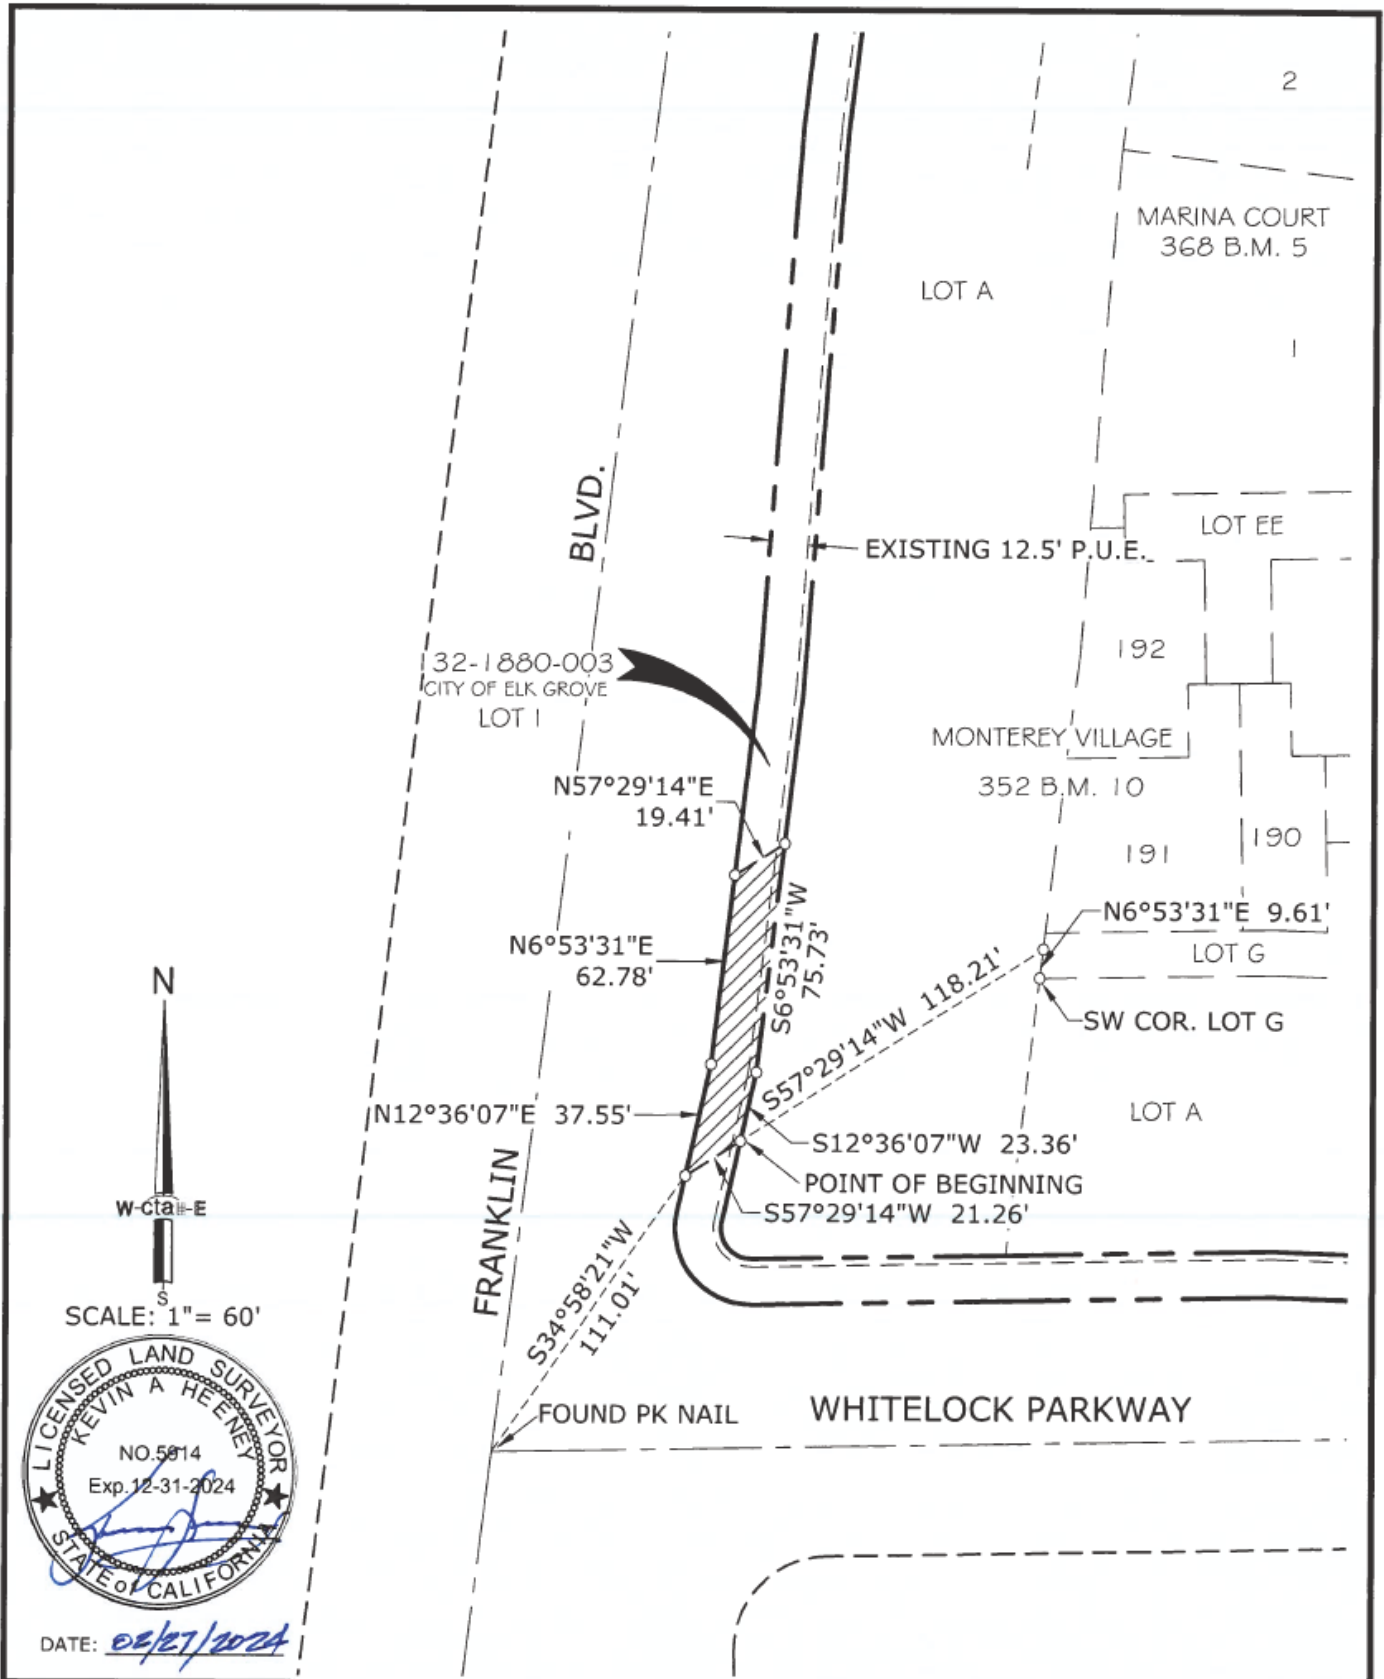 2
MARINA COURT
368 B.M. 5
LOT A
1
BLVD.
LOT EE
EXISTING 12.5' P.U.E.
192
32-1880-003
CITY OF ELK GROVE
LOT I
MONTEREY VILLAGE
352 B.M. 10
N57°29'14"E
19.41'
191
190
N6°53'31"E 9.61'
S6°53'31"W
75.73'
N6°53'31"E
62.78'
LOT G
S57°29'14"W 118.21'
SW COR. LOT G
N12°36'07"E 37.55'
LOT A
S12°36'07"W 23.36'
POINT OF BEGINNING
S57°29'14"W 21.26'
FRANKLIN
S34°58'21"W
111.01'
N
W-cta-E
S
SCALE: 1"= 60'
LICENSED LAND SURVEYOR
KEVIN A HEENEY
NO.5914
Exp.12-31-2024
STATE of CALIFORNIA
FOUND PK NAIL
WHITELOCK PARKWAY
DATE: 02/27/2024